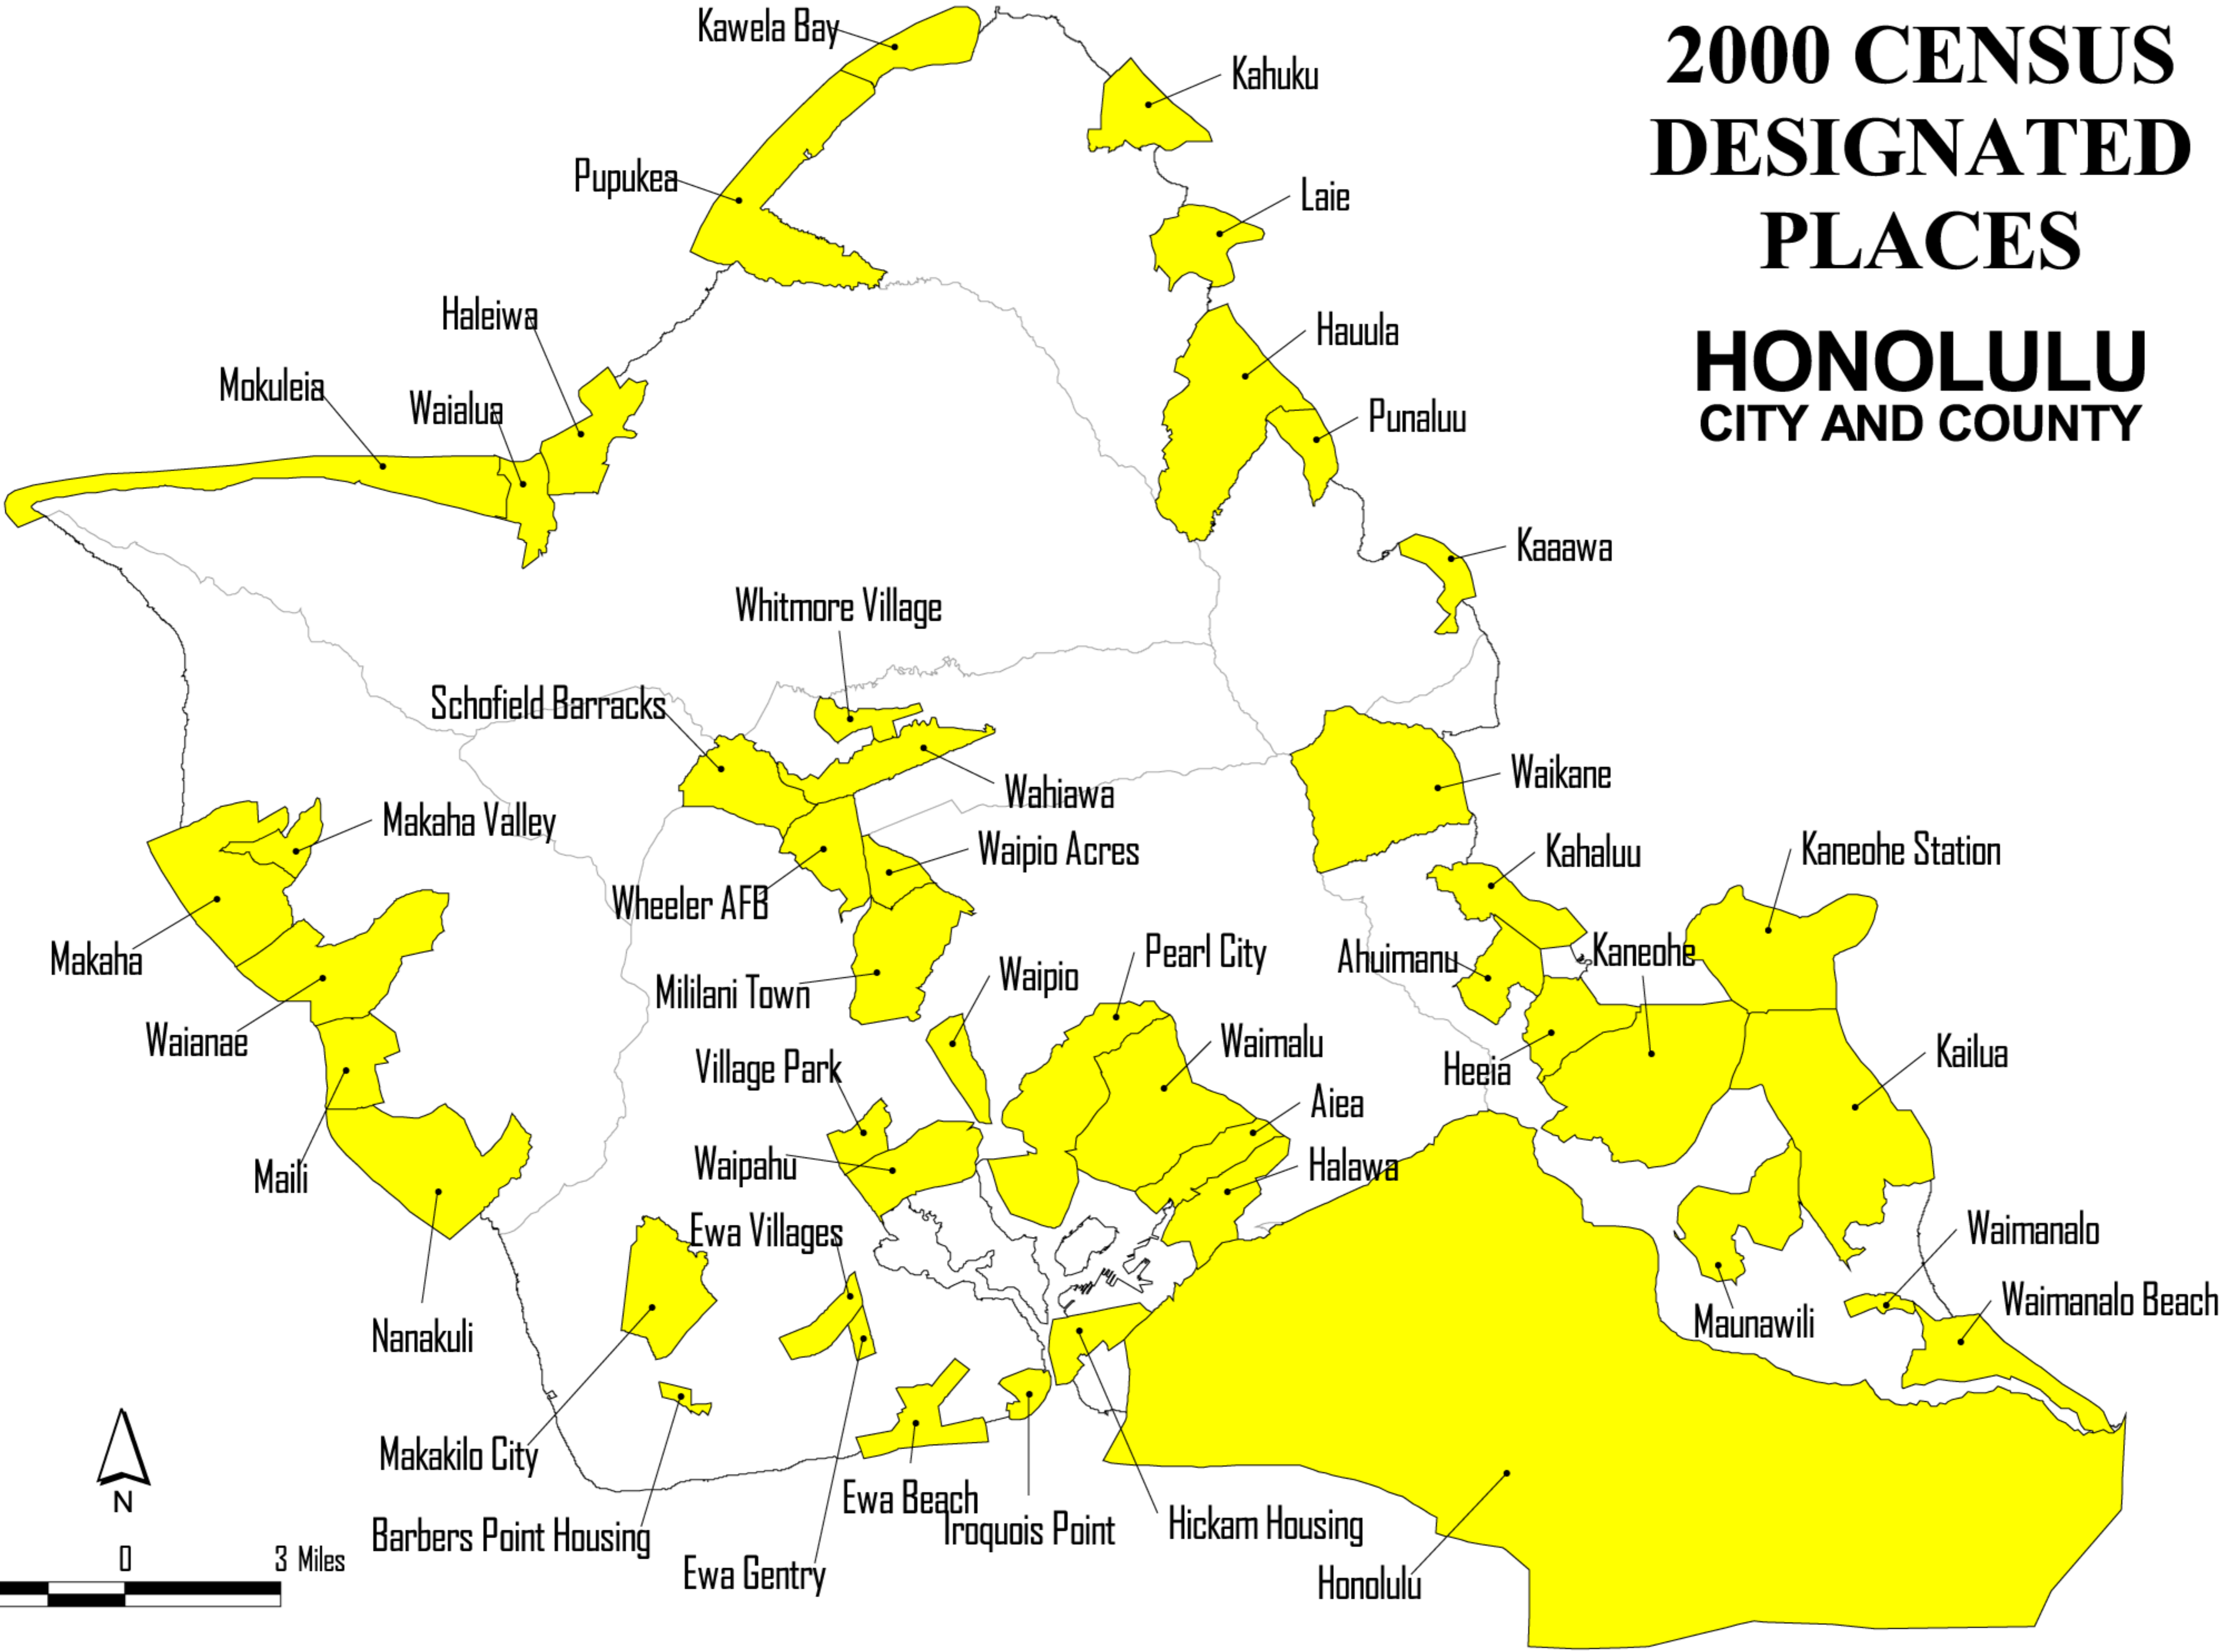 2000 CENSUS
DESIGNATED
PLACES
HONOLULU
CITY AND COUNTY
Kawela Bay
Kahuku
Pupukea
Laie
Haleiwa
Hauula
Mokuleia
Waialua
Punaluu
Kaaawa
Whitmore Village
Schofield Barracks
Wahiawa
Waikane
Makaha Valley
Waipio Acres
Kahaluu
Kaneohe Station
Wheeler AFB
Makaha
Pearl City
Ahuimanu
Kaneohe
Mililani Town
Waipio
Waianae
Waimalu
Village Park
Heeia
Kailua
Aiea
Maili
Waipahu
Halawa
Ewa Villages
Waimanalo
Nanakuli
Maunawili
Waimanalo Beach
Makakilo City
Ewa Beach
Barbers Point Housing
Iroquois Point
Hickam Housing
Ewa Gentry
Honolulu
N
0
3 Miles